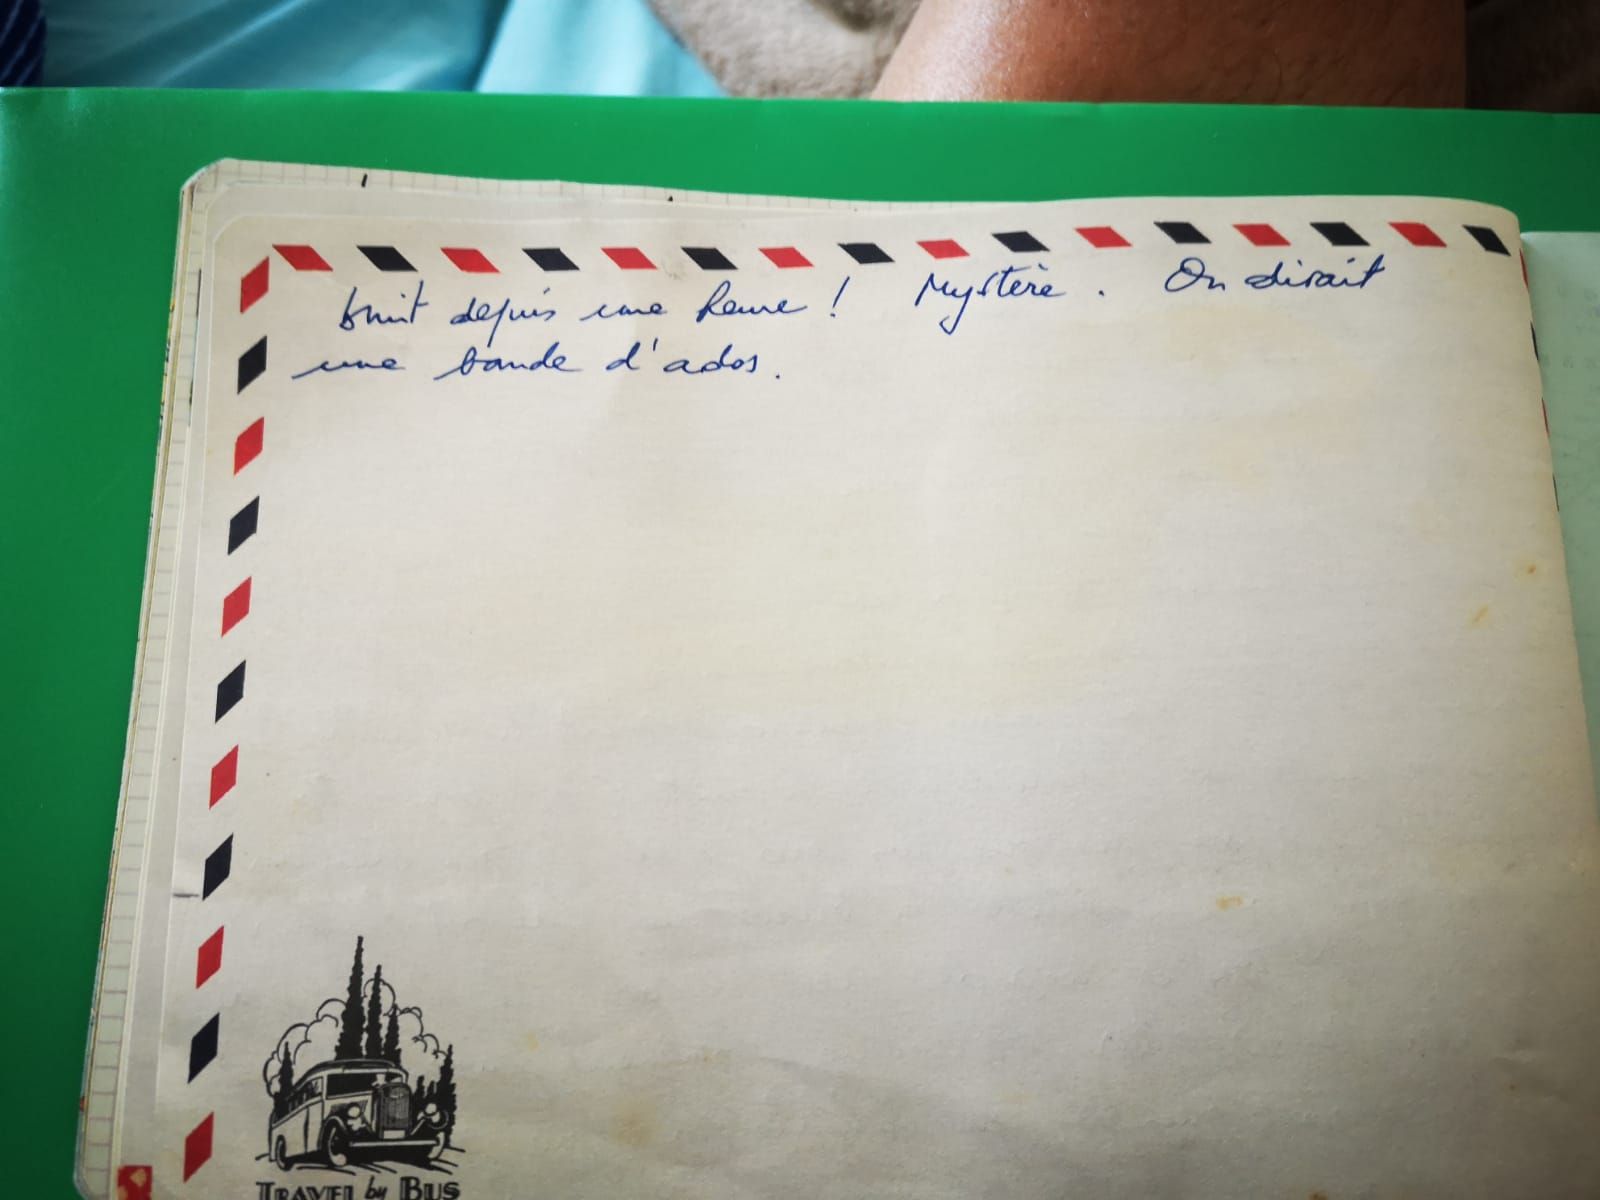 bruit depuis une heure ! Mystère . On dirait
une bande d'ados .
TRAVEL by BUS